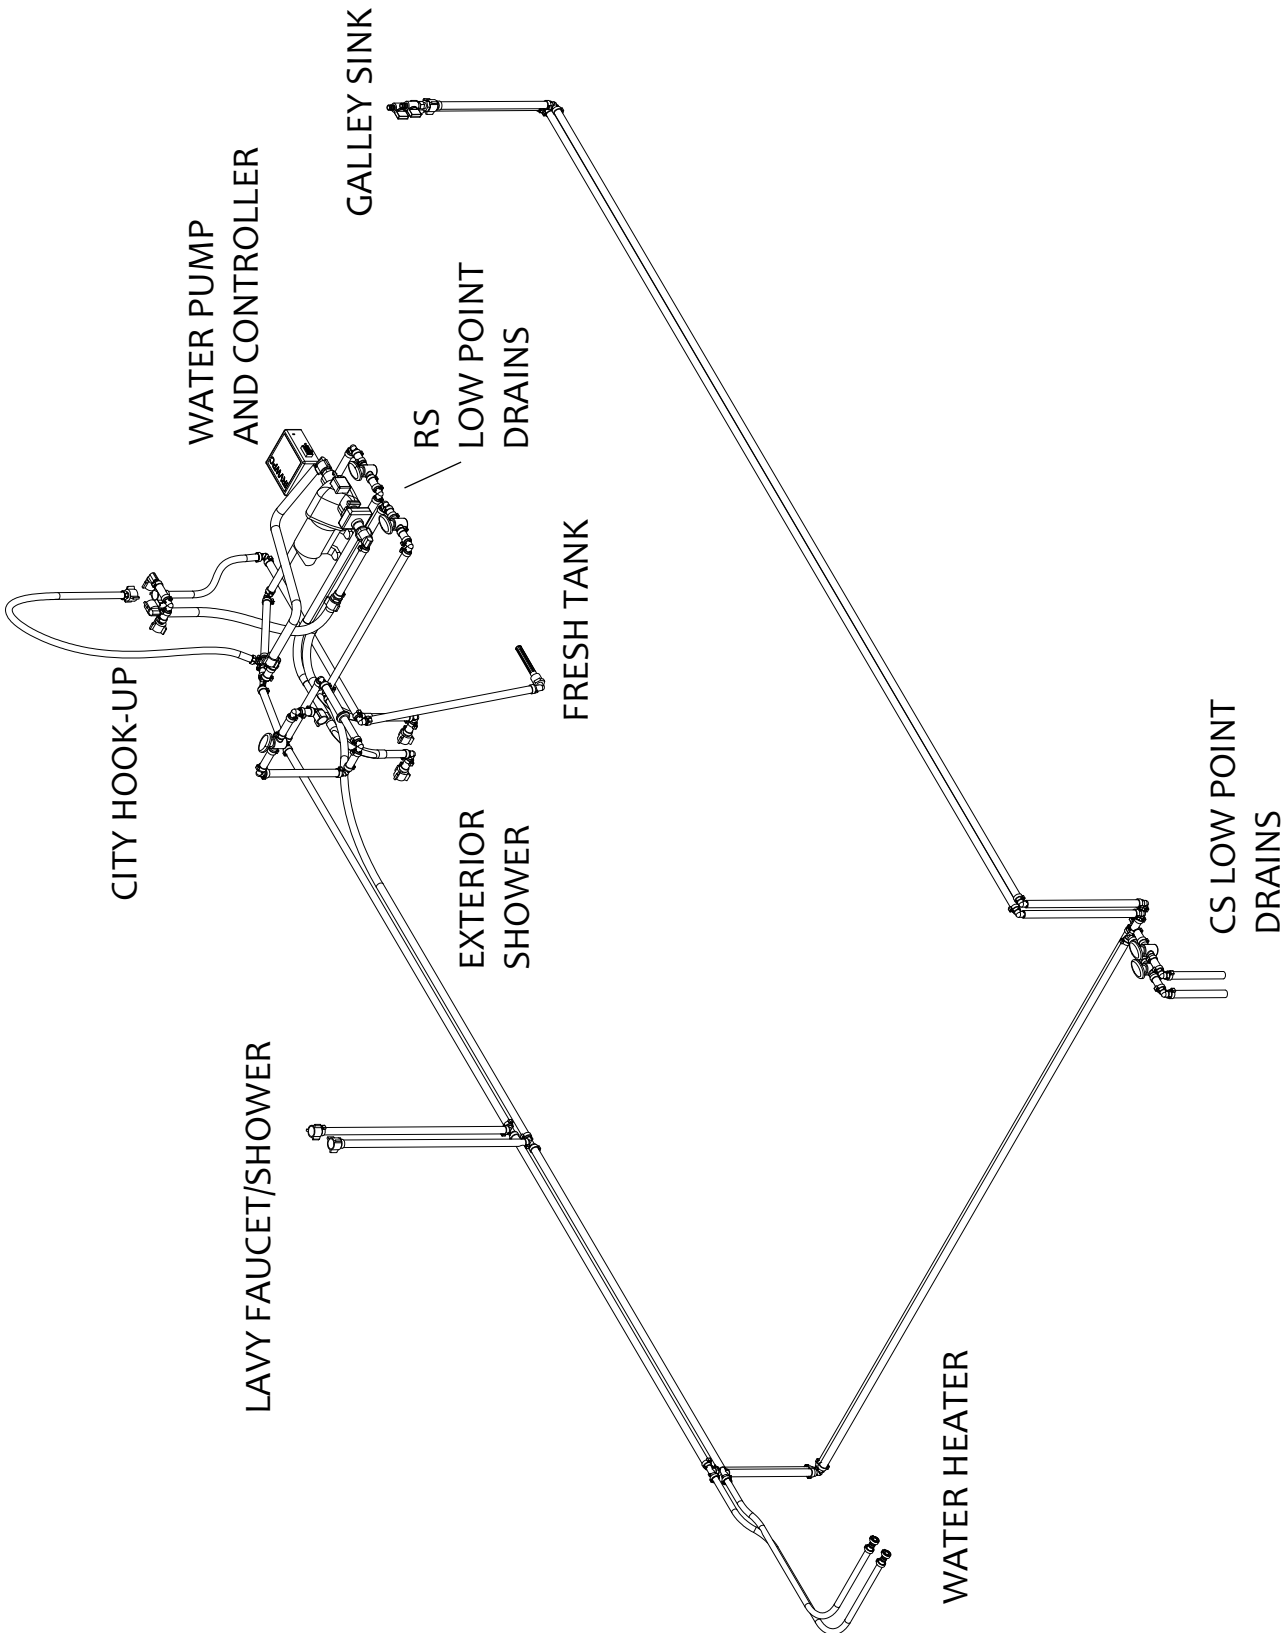 CITY HOOK-UP
WATER PUMP
AND CONTROLLER
GALLEY SINK
RS
LOW POINT
DRAINS
FRESH TANK
EXTERIOR
SHOWER
LAVY FAUCET/SHOWER
WATER HEATER
CS LOW POINT
DRAINS